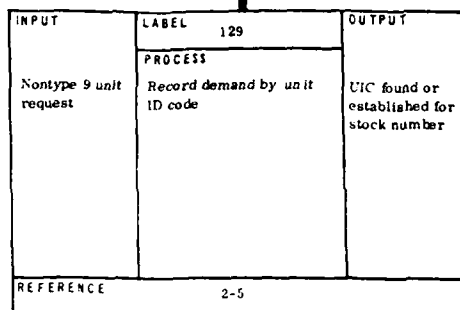 INPUT
LABEL
129
OUTPUT
PROCESS
Nontype 9 unit
request
Record demand by unit
ID code
UIC found or
established for
stock number
REFERENCE
2-5